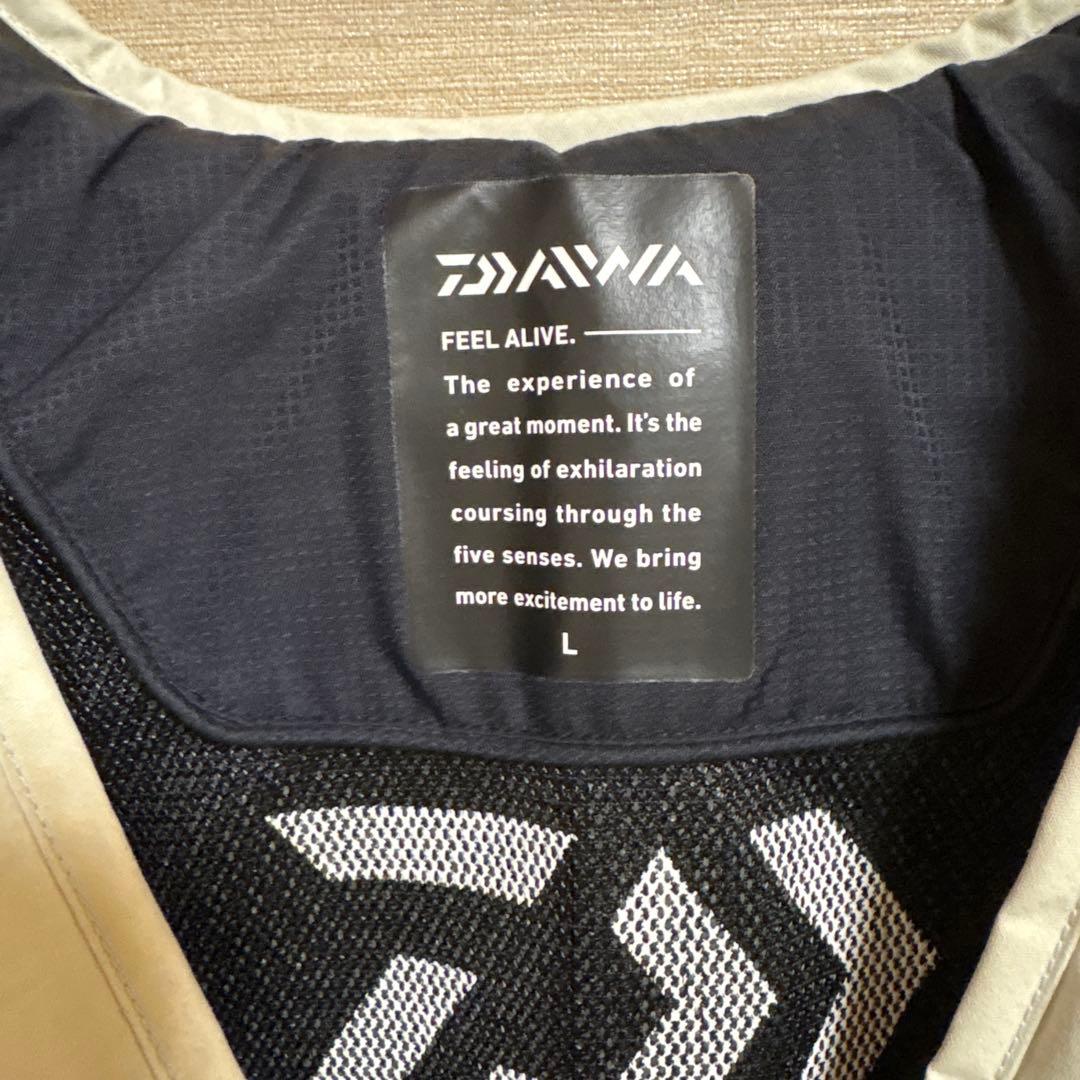 DAIWA
FEEL ALIVE.
The experience of
a great moment. It's the
feeling of exhilaration
coursing through the
five senses. We bring
more excitement to life.
L